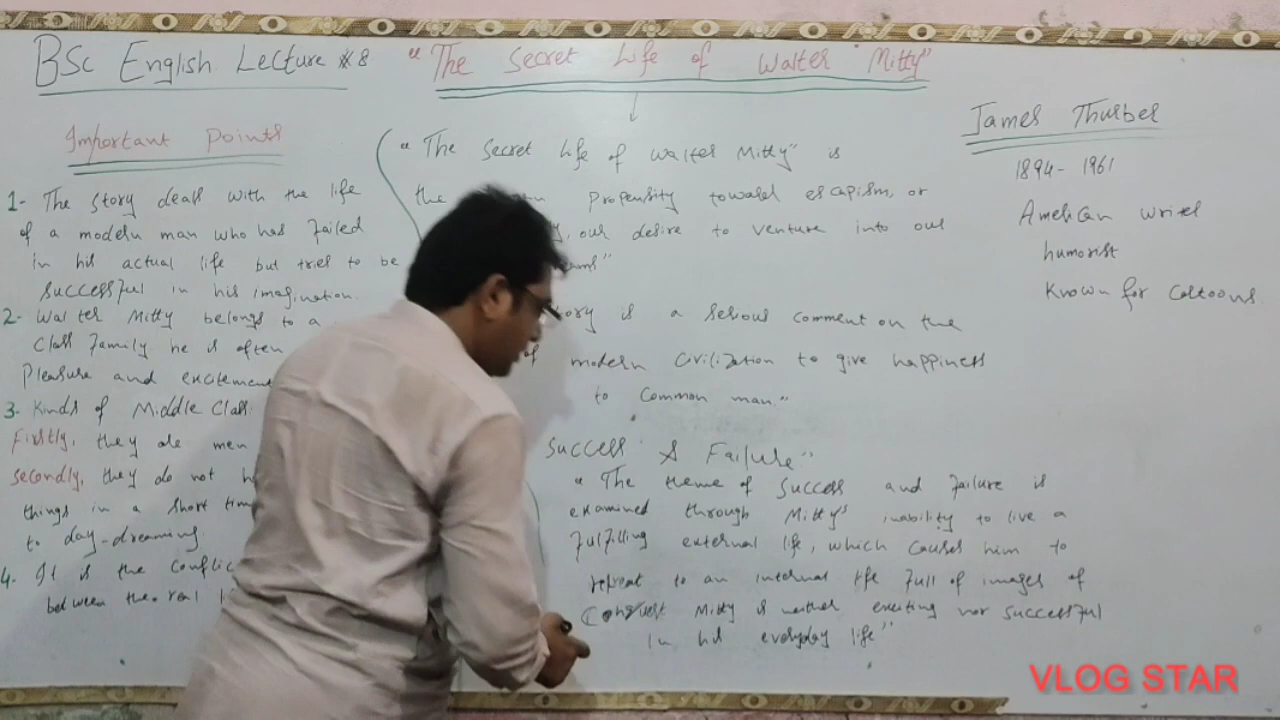 BSc English Lecture # 8
"The Secret Life of Walter Mitty"
James Thurber
1894-1961
American writer
humorist
Known for Cartoons
Important Points
1- The story deals with the life
of a modern man who has failed
in his actual life but tries to be
successful in his imagination.
2- Walter Mitty belongs to a
Class family he is often
Pleasure and excitement
3- Kinds of Middle Class.
Firstly, they are men
Secondly, they do not
things in a short time
to day-dreaming
4. It is the
between the real
"The Secret Life of Walter Mitty" is
the propensity toward escapism, or
our desire to venture into our
is a serious comment on the
of modern civilization to give happiness
to common man."
Success & Failure"
"The theme of success and failure is
examined through Mitty's inability to live a
fulfilling external life, which causes him to
retreat to an internal life full of images of
Conquest Mitty is neither exciting nor successful
in his everyday life"
VLOG STAR